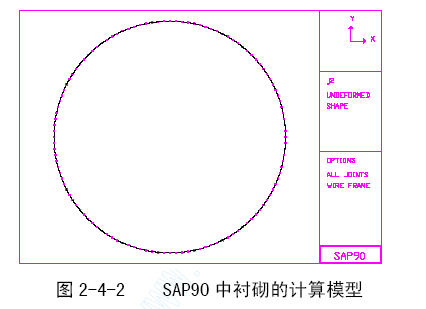 Y
X
UNDEFORMED
SHAPE
OPTIONS
ALL JOINTS
WIRE FRAME
SAP90
图 2-4-2 SAP90 中衬砌的计算模型